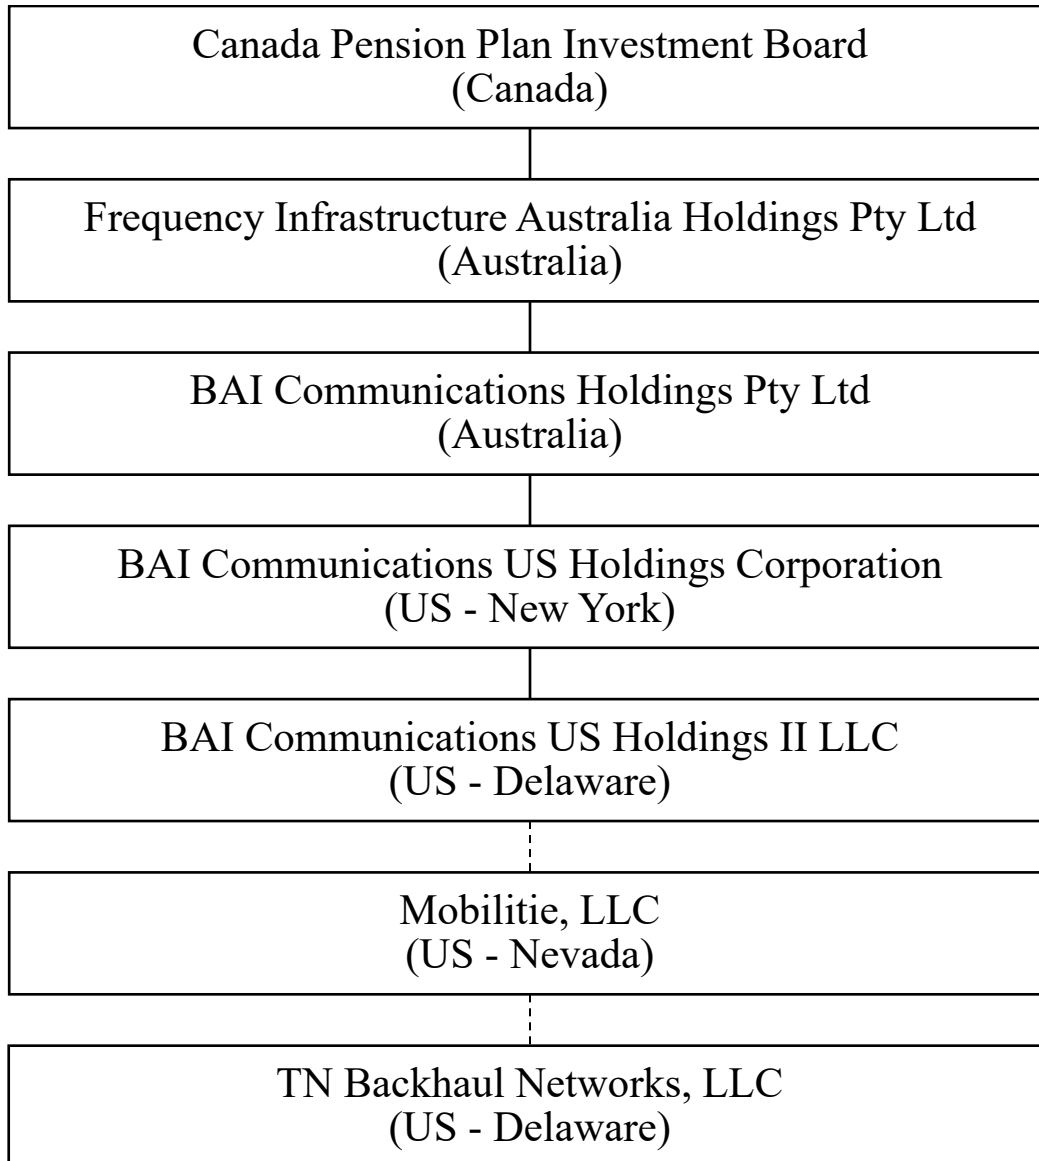 Canada Pension Plan Investment Board
(Canada)
Frequency Infrastructure Australia Holdings Pty Ltd
(Australia)
BAI Communications Holdings Pty Ltd
(Australia)
BAI Communications US Holdings Corporation
(US - New York)
BAI Communications US Holdings II LLC
(US - Delaware)
Mobilitie, LLC
(US - Nevada)
TN Backhaul Networks, LLC
(US - Delaware)